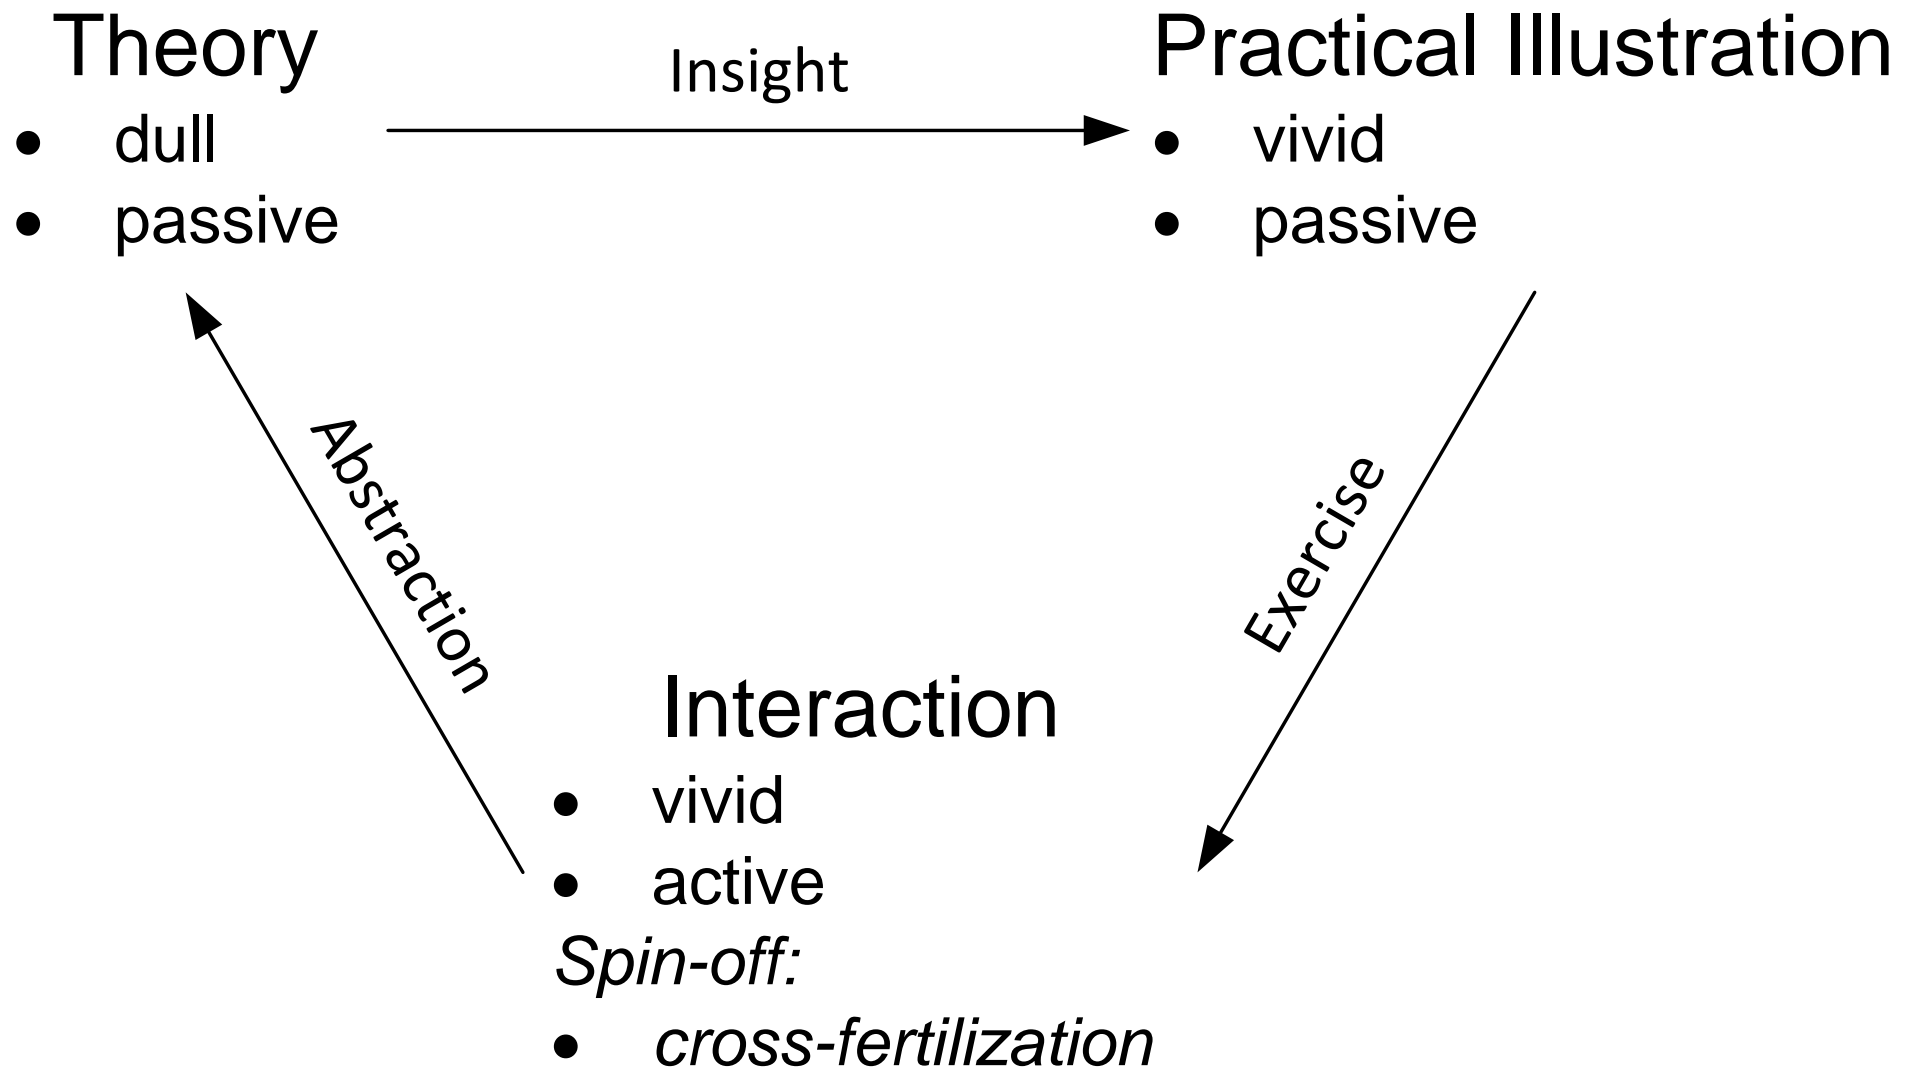 Theory
• dull
• passive
Insight
Practical Illustration
• vivid
• passive
Abstraction
Exercise
Interaction
• vivid
• active
Spin-off:
• cross-fertilization